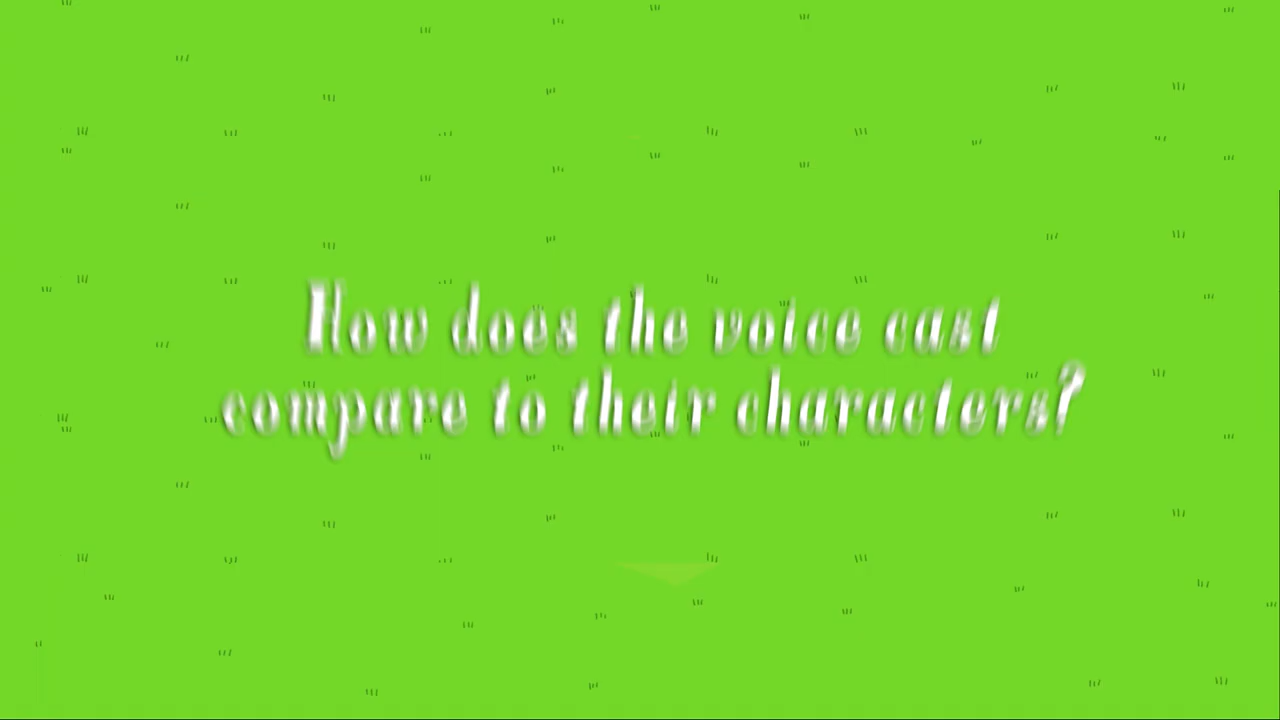 How does the voice cast
compare to their characters?